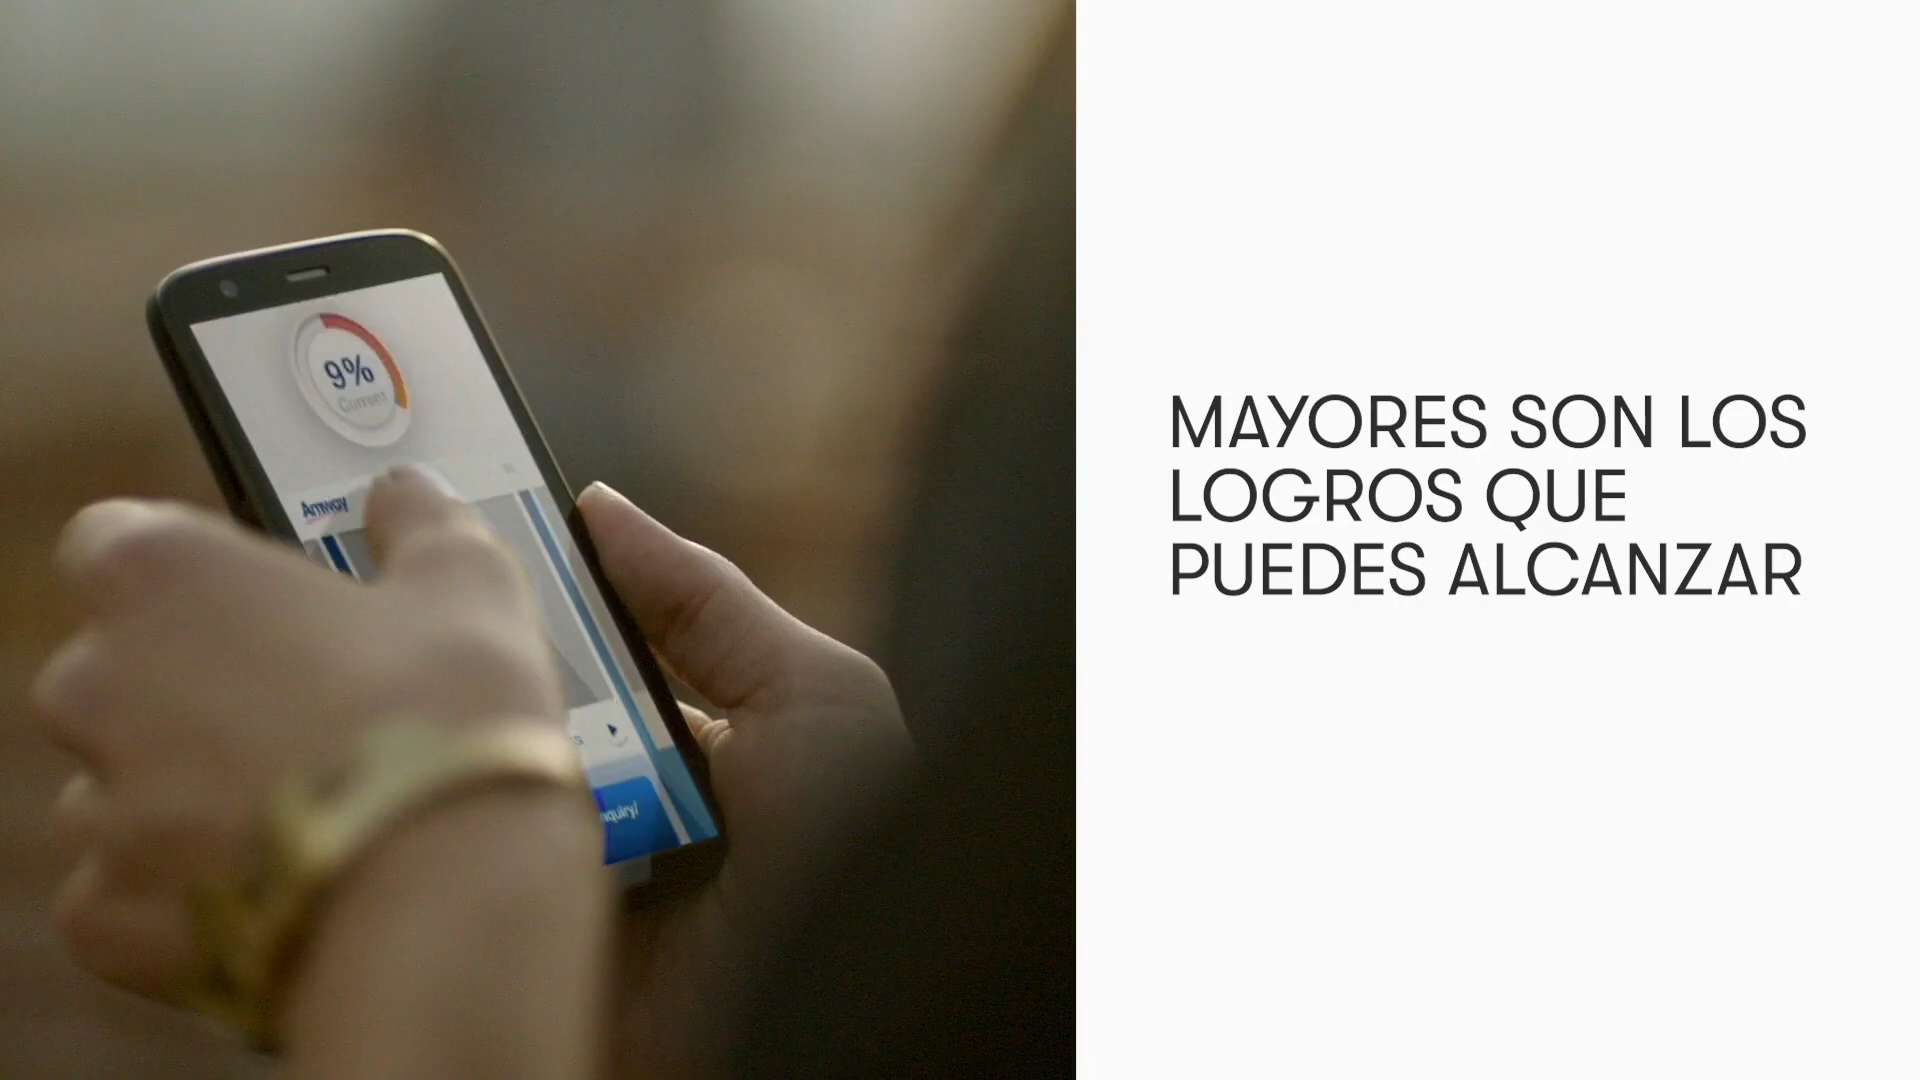 9%
Current
Amway
MAYORES SON LOS
LOGROS QUE
PUEDES ALCANZAR